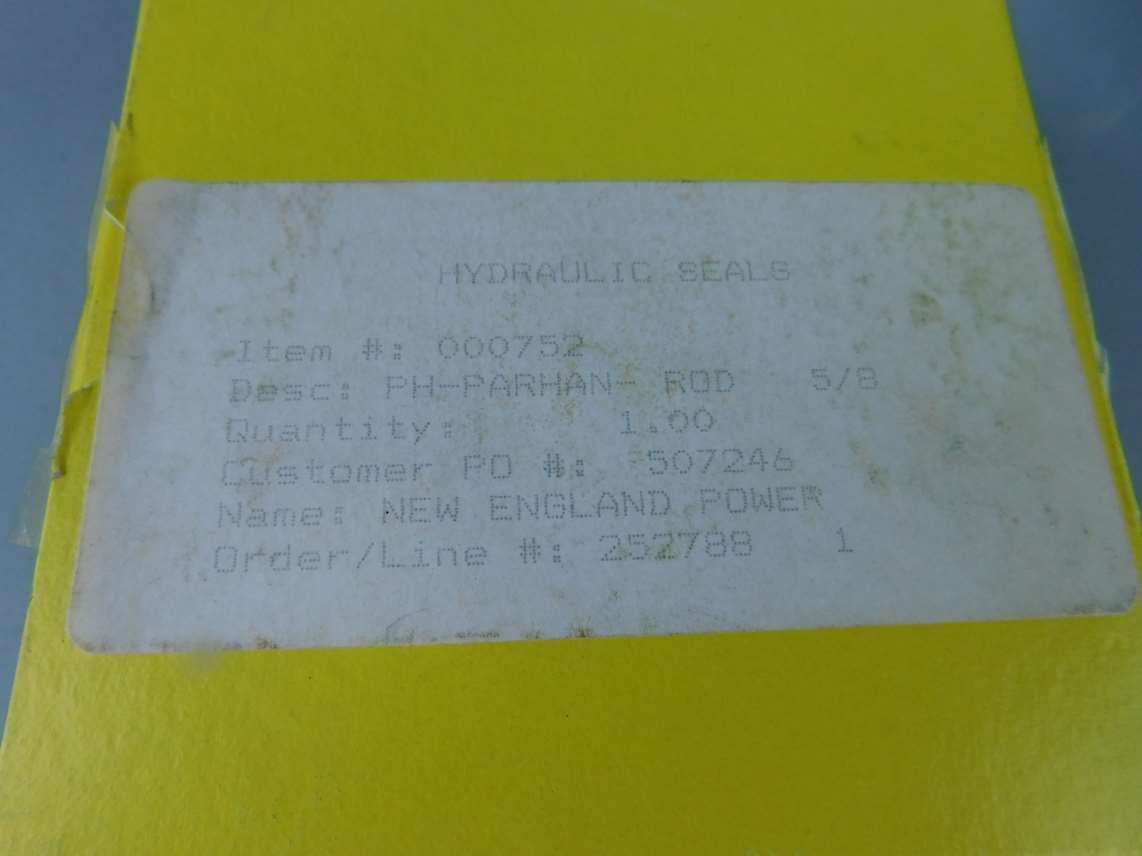 HYDRAULIC SEALS
Item #: 000752
Desc: PH-PARHAN- ROD 5/8
Quantity: 1.00
Customer PO #: 507246
Name: NEW ENGLAND POWER
Order/Line #: 252788 1